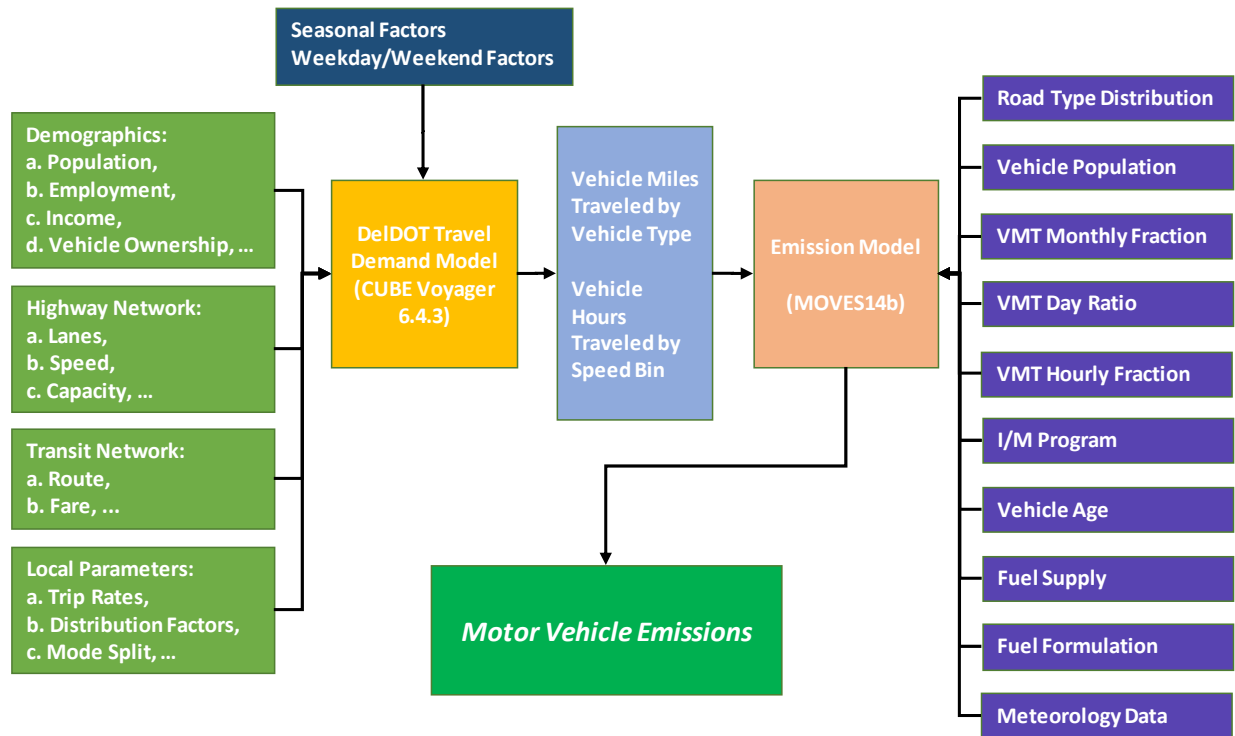 Seasonal Factors
Weekday/Weekend Factors
Demographics:
a. Population,
b. Employment,
c. Income,
d. Vehicle Ownership, ...
Highway Network:
a. Lanes,
b. Speed,
c. Capacity, ...
Transit Network:
a. Route,
b. Fare, ...
Local Parameters:
a. Trip Rates,
b. Distribution Factors,
c. Mode Split, ...
DelDOT Travel
Demand Model
(CUBE Voyager
6.4.3)
Vehicle Miles
Traveled by
Vehicle Type
Vehicle
Hours
Traveled by
Speed Bin
Emission Model
(MOVES14b)
Motor Vehicle Emissions
Road Type Distribution
Vehicle Population
VMT Monthly Fraction
VMT Day Ratio
VMT Hourly Fraction
I/M Program
Vehicle Age
Fuel Supply
Fuel Formulation
Meteorology Data